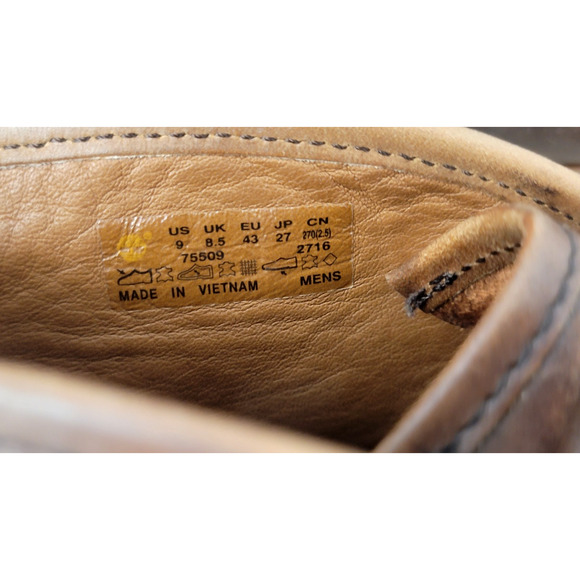 US UK EU JP CN
9 8.5 43 27 270(2.5)
75509 2716
MADE IN VIETNAM MENS